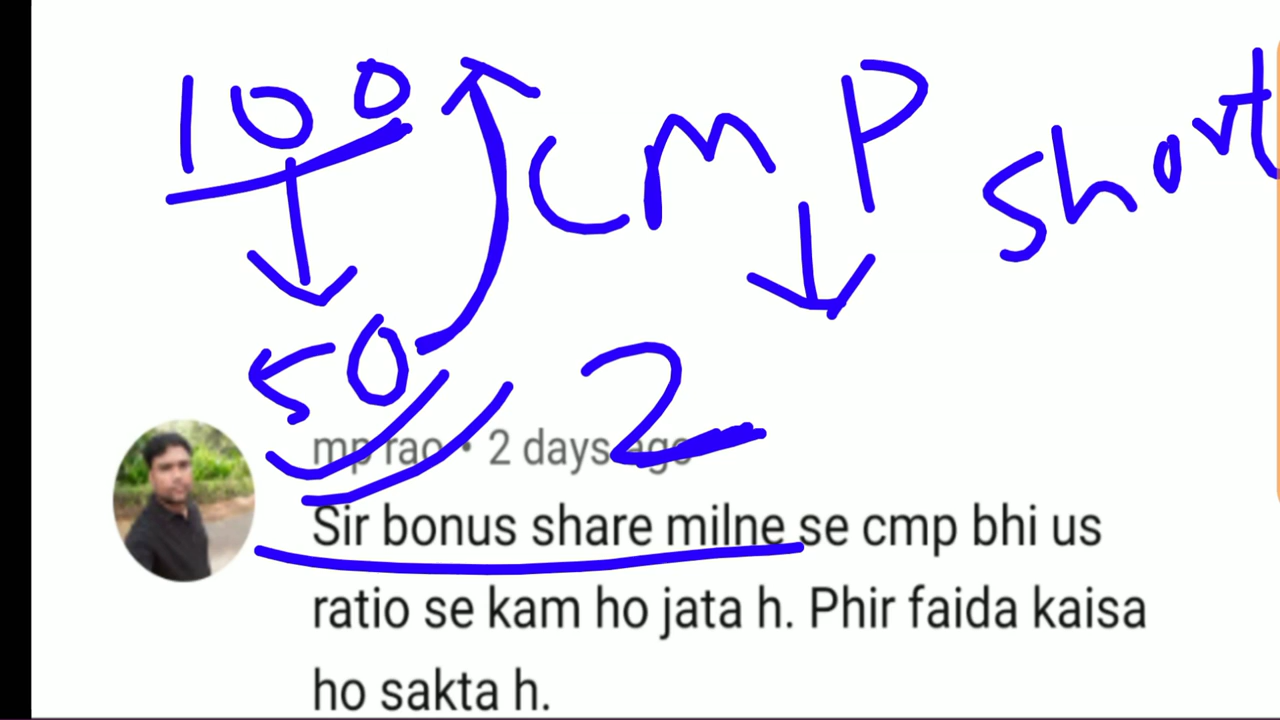 100 CMP short
50 2
mp rao • 2 days ago
Sir bonus share milne se cmp bhi us
ratio se kam ho jata h. Phir faida kaisa
ho sakta h.